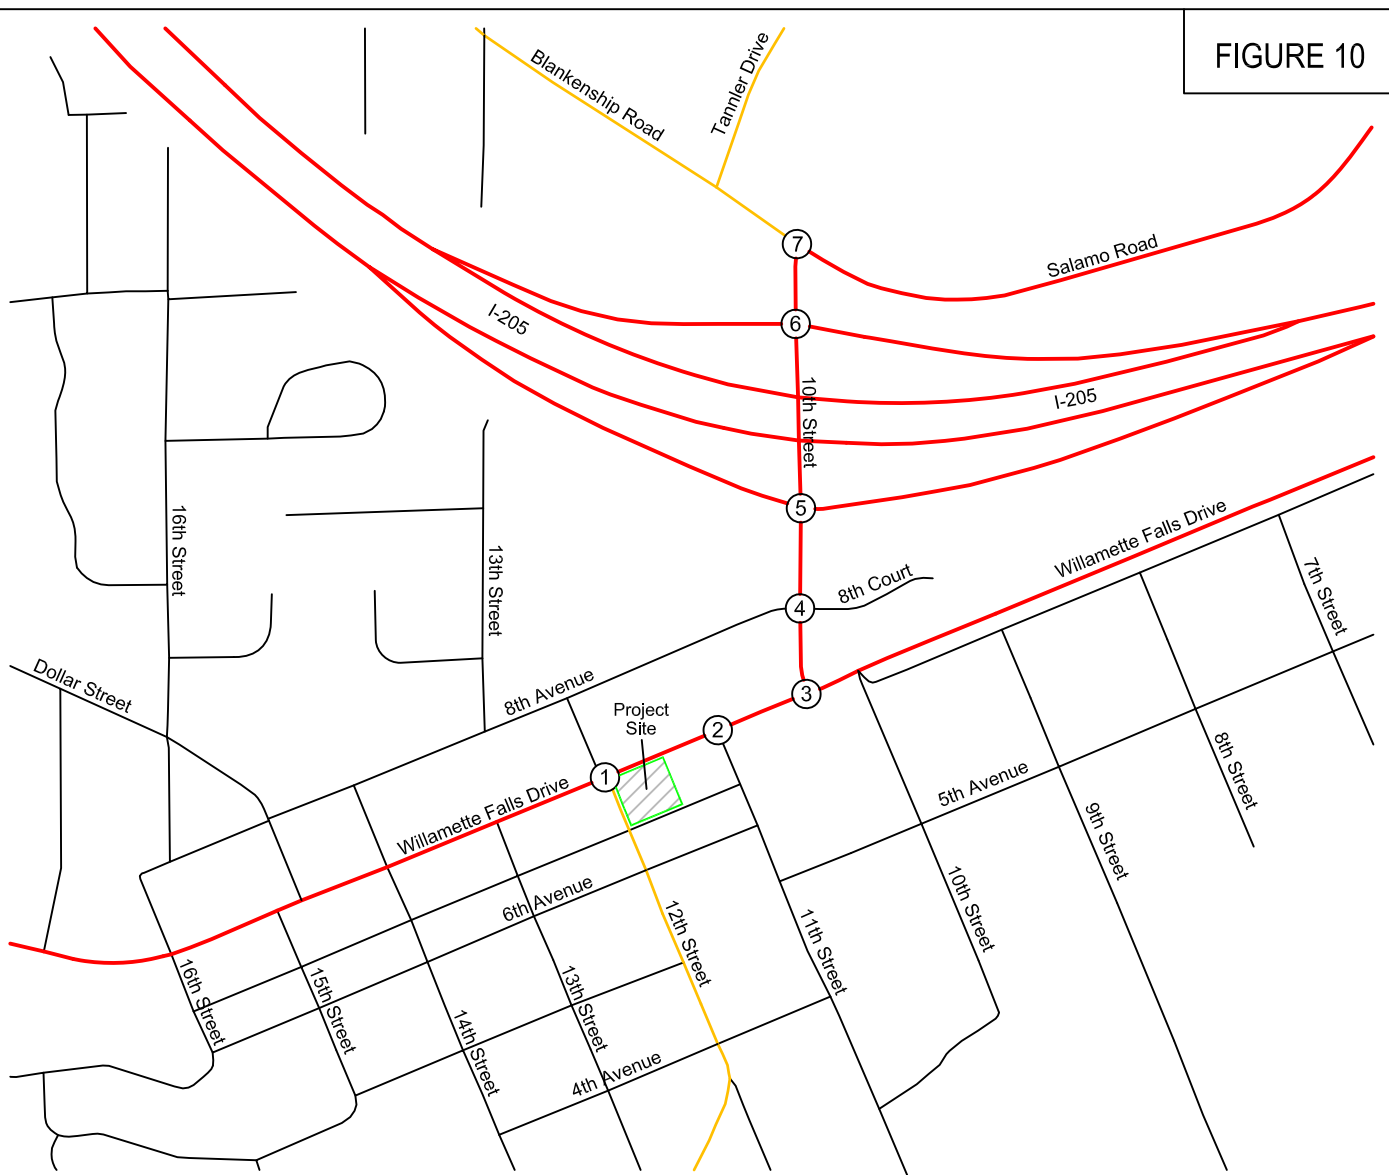 FIGURE 10
Blankenship Road
Tannler Drive
7
Salamo Road
6
I-205
10th Street
I-205
5
Willamette Falls Drive
16th Street
13th Street
7th Street
8th Court
4
Dollar Street
8th Avenue
3
Project
Site
2
8th Street
1
Willamette Falls Drive
5th Avenue
9th Street
6th Avenue
10th Street
12th Street
11th Street
16th Street
15th Street
13th Street
14th Street
4th Avenue